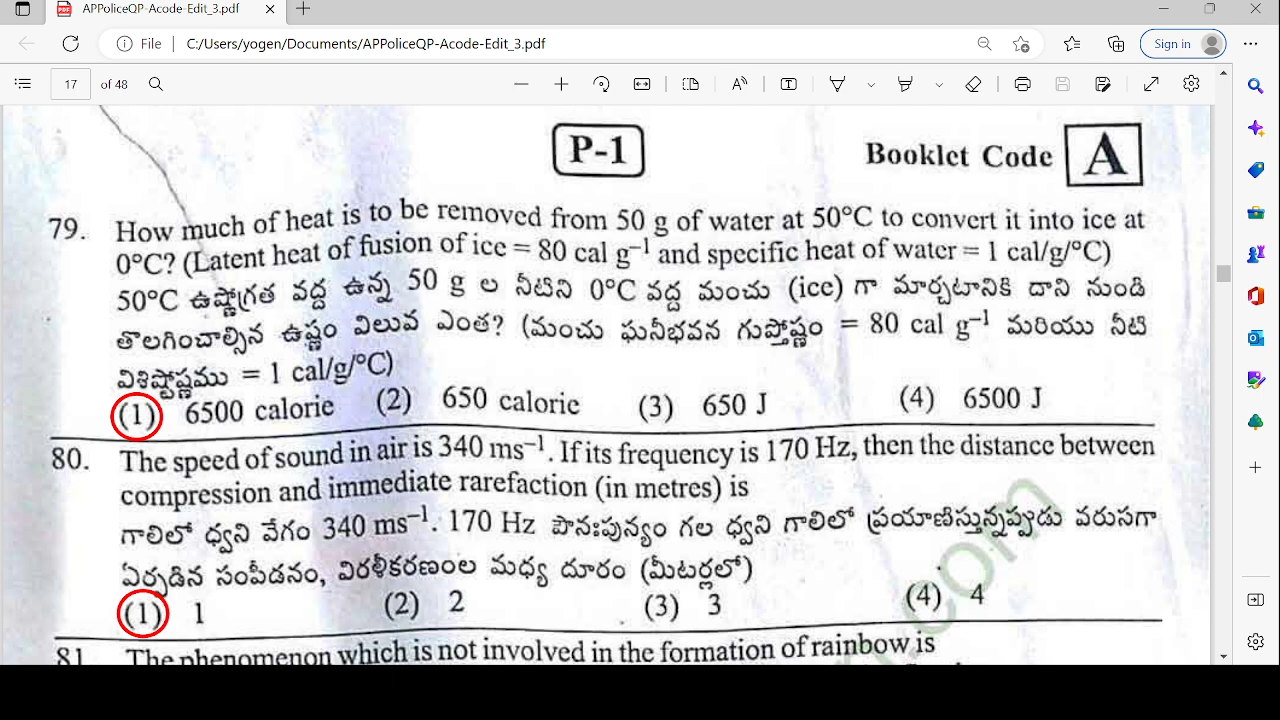 APPoliceQP-Acode-Edit_3.pdf
File C:/Users/yogen/Documents/APPoliceQP-Acode-Edit_3.pdf Sign in
17 of 48
P-1 Booklet Code A
79. How much of heat is to be removed from 50 g of water at 50°C to convert it into ice at
0°C? (Latent heat of fusion of ice = 80 cal g⁻¹ and specific heat of water = 1 cal/g/°C)
50°C ఉష్ణోగ్రత వద్ద ఉన్న 50 g ల నీటిని 0°C వద్ద మంచు (ice) గా మార్చటానికి దాని నుండి
తొలగించాల్సిన ఉష్ణం విలువ ఎంత? (మంచు ఘనీభవన గుప్తోష్ణం = 80 cal g⁻¹ మరియు నీటి
విశిష్టోష్ణము = 1 cal/g/°C)
(1) 6500 calorie (2) 650 calorie (3) 650 J (4) 6500 J
80. The speed of sound in air is 340 ms⁻¹. If its frequency is 170 Hz, then the distance between
compression and immediate rarefaction (in metres) is
గాలిలో ధ్వని వేగం 340 ms⁻¹. 170 Hz పౌనఃపున్యం గల ధ్వని గాలిలో ప్రయాణిస్తున్నప్పుడు వరుసగా
ఏర్పడిన సంపీడనం, విరళీకరణంల మధ్య దూరం (మీటర్లలో)
(1) 1 (2) 2 (3) 3 (4) 4
81. The phenomenon which is not involved in the formation of rainbow is